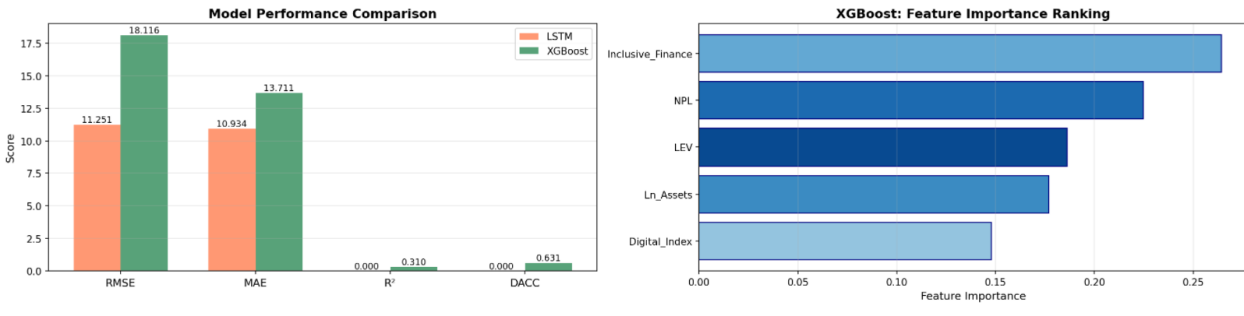 Model Performance Comparison
Score
17.5
15.0
12.5
10.0
7.5
5.0
2.5
0.0
LSTM
XGBoost
11.251
18.116
10.934
13.711
0.000
0.310
0.000
0.631
RMSE
MAE
R²
DACC
XGBoost: Feature Importance Ranking
Inclusive_Finance
NPL
LEV
Ln_Assets
Digital_Index
0.00
0.05
0.10
0.15
0.20
0.25
Feature Importance